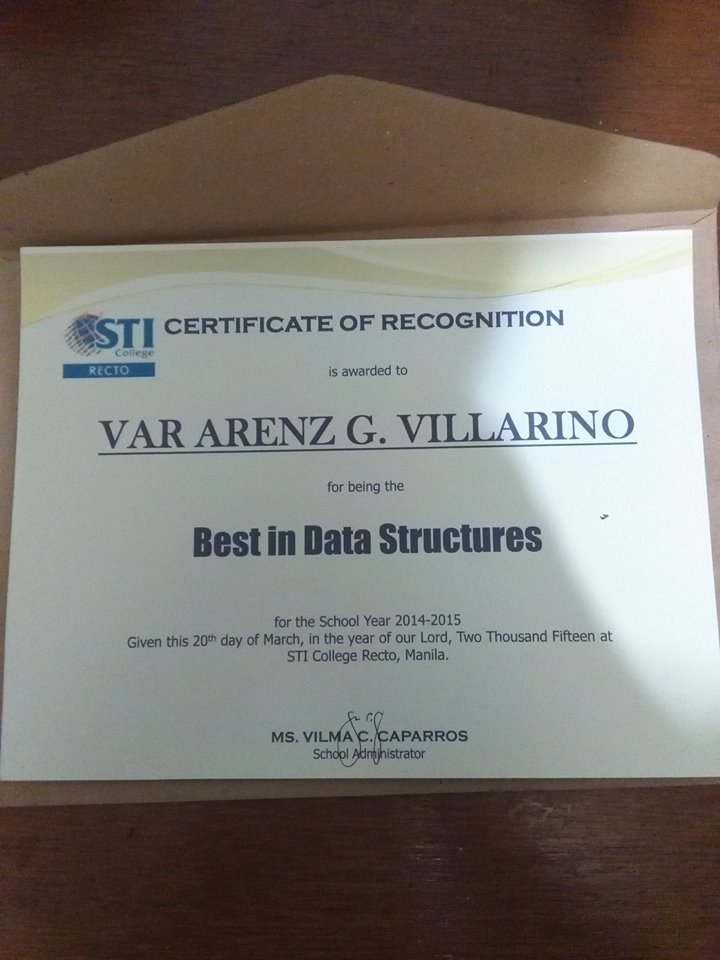 STI
College
RECTO
CERTIFICATE OF RECOGNITION
is awarded to
VAR ARENZ G. VILLARINO
for being the
Best in Data Structures
for the School Year 2014-2015
Given this 20th day of March, in the year of our Lord, Two Thousand Fifteen at
STI College Recto, Manila.
MS. VILMA C. CAPARROS
School Administrator